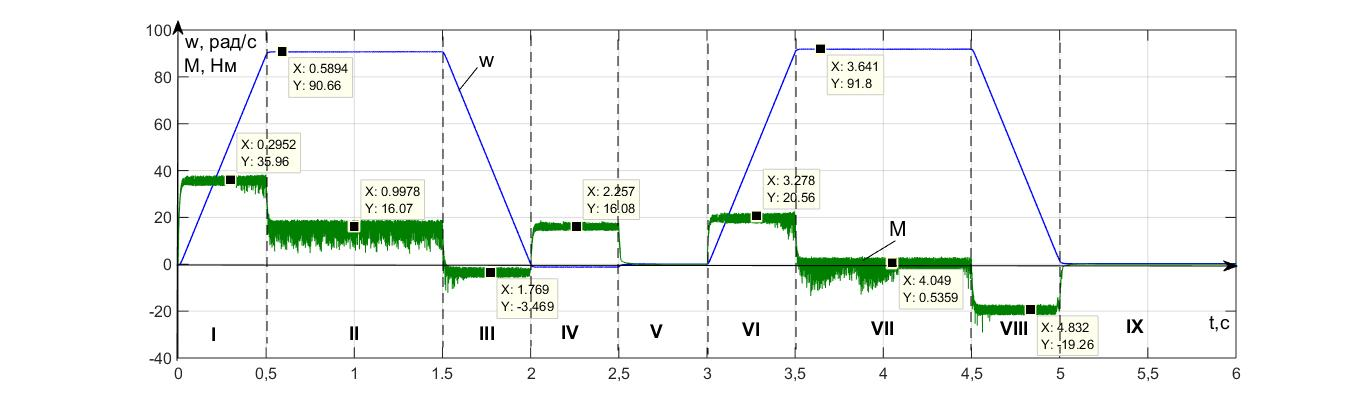 100
80
60
40
20
0
-20
-40
w, рад/с
M, Нм
X: 0.5894
Y: 90.66
w
X: 3.641
Y: 91.8
X: 0.2952
Y: 35.96
X: 0.9978
Y: 16.07
X: 2.257
Y: 16.08
X: 3.278
Y: 20.56
M
X: 1.769
Y: -3.469
X: 4.049
Y: 0.5359
X: 4.832
Y: -19.26
I
II
III
IV
V
VI
VII
VIII
IX
t,c
0
0,5
1
1.5
2
2,5
3
3,5
4
4,5
5
5,5
6